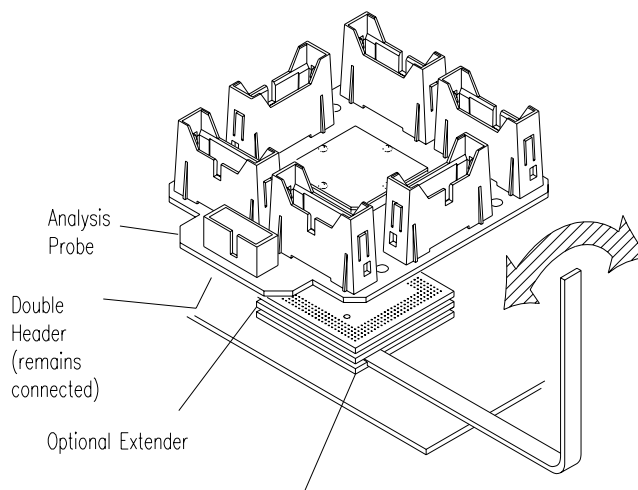 Analysis
Probe
Double
Header
(remains
connected)
Optional Extender